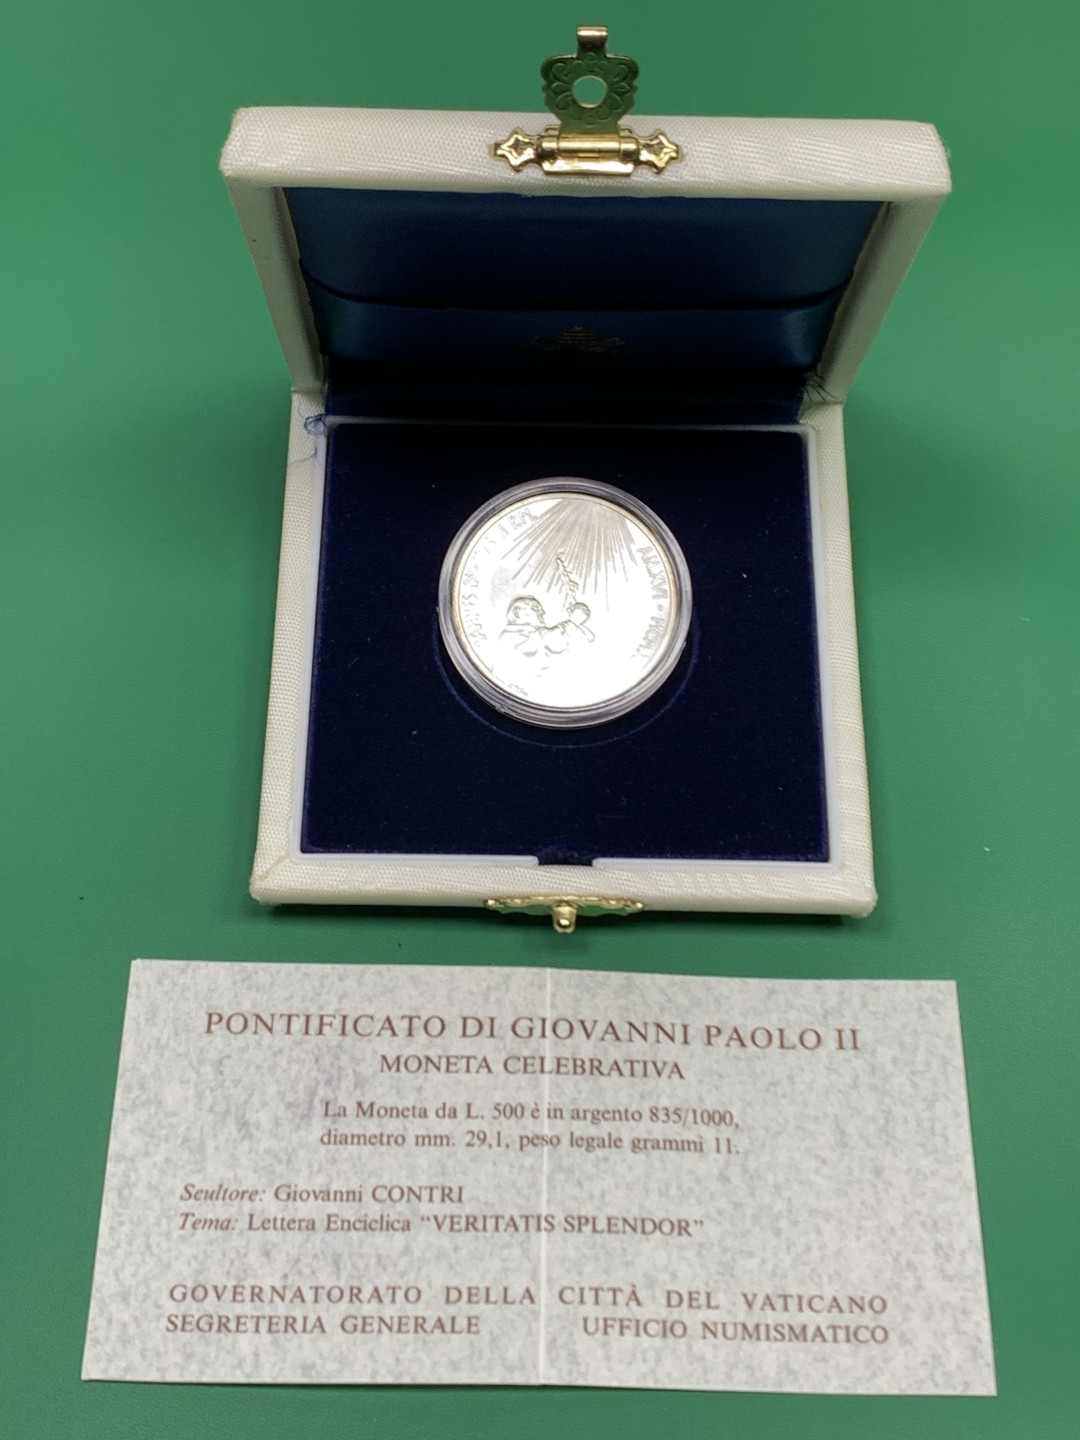 A.XVI • MCMX
PONTIFICATO DI GIOVANNI PAOLO II
MONETA CELEBRATIVA
La Moneta da L. 500 è in argento 835/1000,
diametro mm. 29,1, peso legale grammi 11.
Scultore: Giovanni CONTRI
Tema: Lettera Enciclica “VERITATIS SPLENDOR”
GOVERNATORATO DELLA CITTÀ DEL VATICANO
SEGRETERIA GENERALE UFFICIO NUMISMATICO